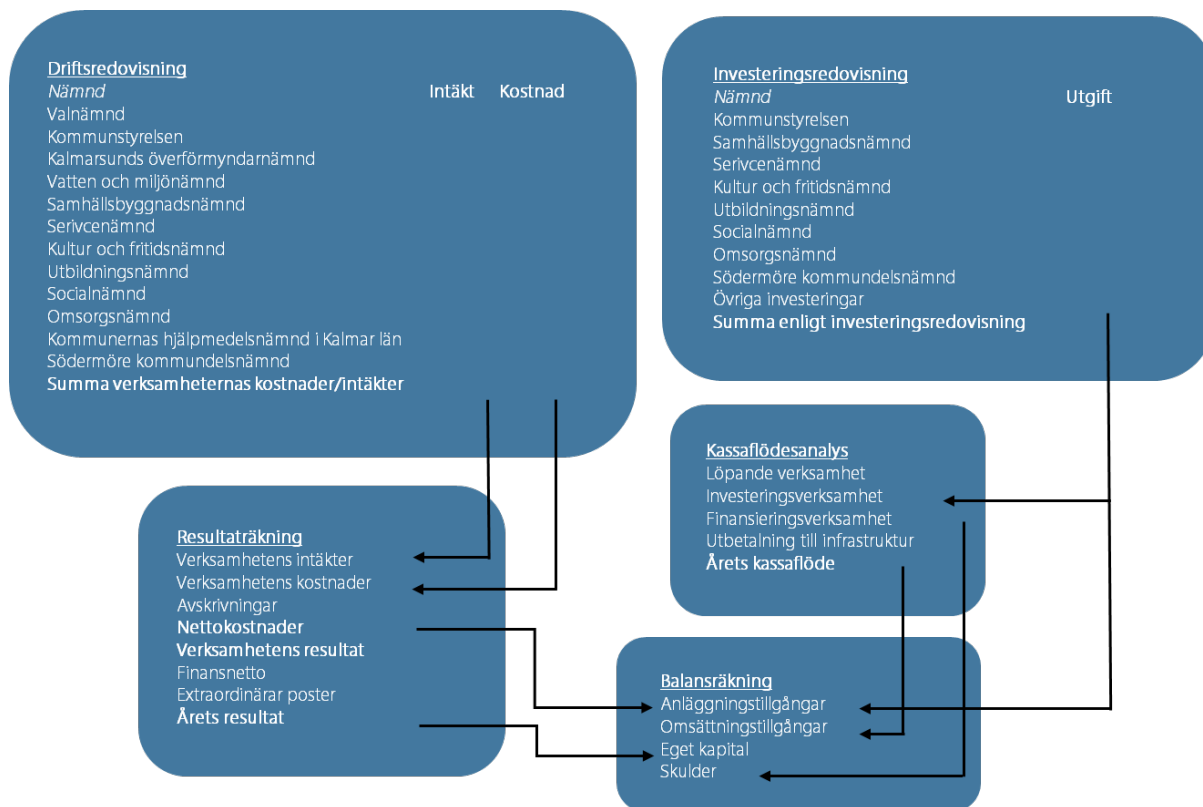 Driftsredovisning
Nämnd Intäkt Kostnad
Valnämnd
Kommunstyrelsen
Kalmarsunds överförmyndarnämnd
Vatten och miljönämnd
Samhällsbyggnadsnämnd
Serivcenämnd
Kultur och fritidsnämnd
Utbildningsnämnd
Socialnämnd
Omsorgsnämnd
Kommunernas hjälpmedelsnämnd i Kalmar län
Södermöre kommundelsnämnd
Summa verksamheternas kostnader/intäkter
Investeringsredovisning
Nämnd Utgift
Kommunstyrelsen
Samhällsbyggnadsnämnd
Serivcenämnd
Kultur och fritidsnämnd
Utbildningsnämnd
Socialnämnd
Omsorgsnämnd
Södermöre kommundelsnämnd
Övriga investeringar
Summa enligt investeringsredovisning
Kassaflödesanalys
Löpande verksamhet
Investeringsverksamhet
Finansieringsverksamhet
Utbetalning till infrastruktur
Årets kassaflöde
Resultaträkning
Verksamhetens intäkter
Verksamhetens kostnader
Avskrivningar
Nettokostnader
Verksamhetens resultat
Finansnetto
Extraordinärar poster
Årets resultat
Balansräkning
Anläggningstillgångar
Omsättningstillgångar
Eget kapital
Skulder